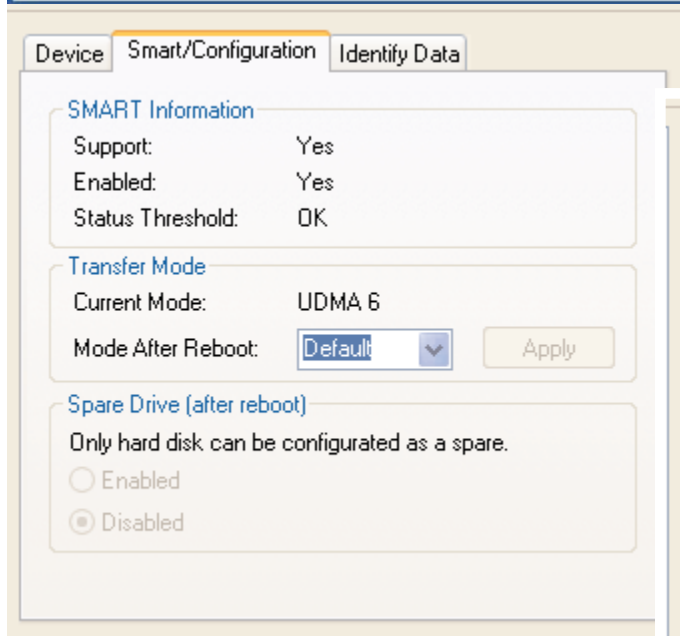 Device Smart/Configuration Identify Data
SMART Information
Support: Yes
Enabled: Yes
Status Threshold: OK
Transfer Mode
Current Mode: UDMA 6
Mode After Reboot: Default Apply
Spare Drive (after reboot)
Only hard disk can be configurated as a spare.
Enabled
Disabled